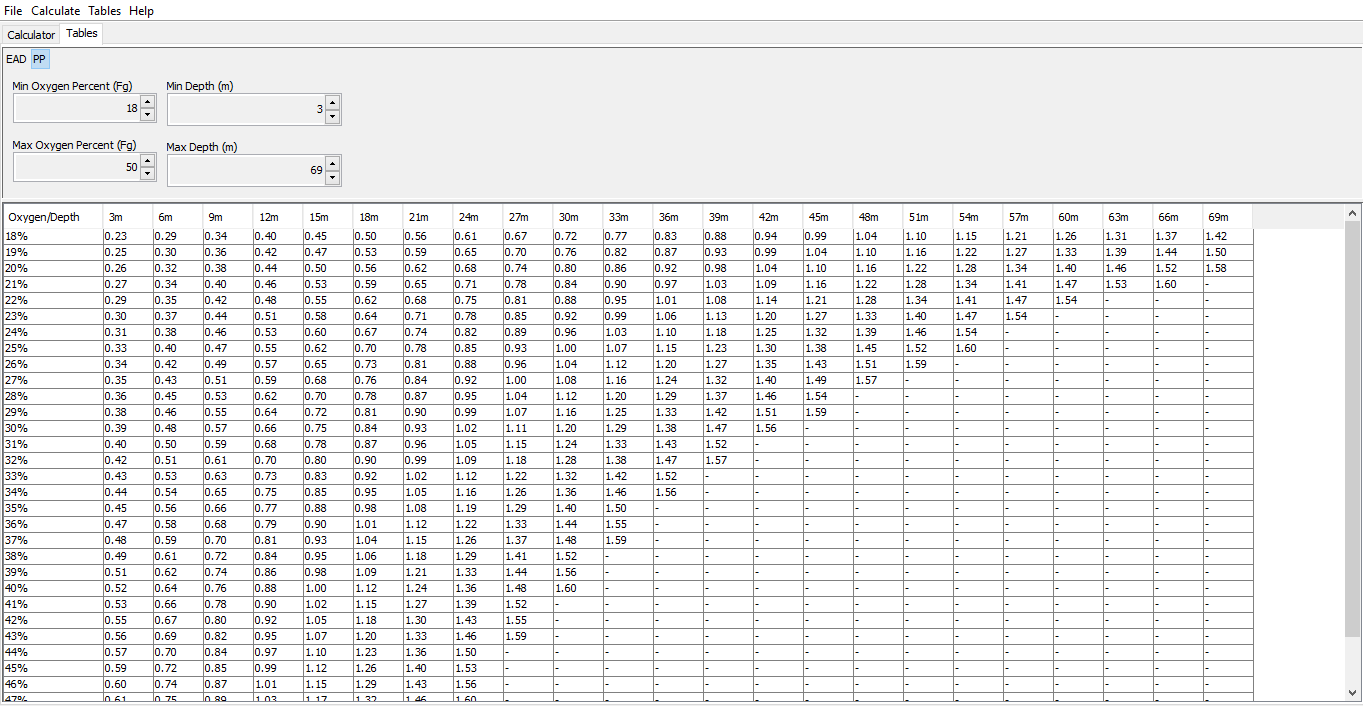 File Calculate Tables Help
Calculator Tables
EAD PP
Min Oxygen Percent (Fg) Min Depth (m)
18 3
Max Oxygen Percent (Fg) Max Depth (m)
50 69
Oxygen/Depth 3m 6m 9m 12m 15m 18m 21m 24m 27m 30m 33m 36m 39m 42m 45m 48m 51m 54m 57m 60m 63m 66m 69m
18% 0.23 0.29 0.34 0.40 0.45 0.50 0.56 0.61 0.67 0.72 0.77 0.83 0.88 0.94 0.99 1.04 1.10 1.15 1.21 1.26 1.31 1.37 1.42
19% 0.25 0.30 0.36 0.42 0.47 0.53 0.59 0.65 0.70 0.76 0.82 0.87 0.93 0.99 1.04 1.10 1.16 1.22 1.27 1.33 1.39 1.44 1.50
20% 0.26 0.32 0.38 0.44 0.50 0.56 0.62 0.68 0.74 0.80 0.86 0.92 0.98 1.04 1.10 1.16 1.22 1.28 1.34 1.40 1.46 1.52 1.58
21% 0.27 0.34 0.40 0.46 0.53 0.59 0.65 0.71 0.78 0.84 0.90 0.97 1.03 1.09 1.16 1.22 1.28 1.34 1.41 1.47 1.53 1.60 -
22% 0.29 0.35 0.42 0.48 0.55 0.62 0.68 0.75 0.81 0.88 0.95 1.01 1.08 1.14 1.21 1.28 1.34 1.41 1.47 1.54 - - -
23% 0.30 0.37 0.44 0.51 0.58 0.64 0.71 0.78 0.85 0.92 0.99 1.06 1.13 1.20 1.27 1.33 1.40 1.47 1.54 - - - -
24% 0.31 0.38 0.46 0.53 0.60 0.67 0.74 0.82 0.89 0.96 1.03 1.10 1.18 1.25 1.32 1.39 1.46 1.54 - - - - -
25% 0.33 0.40 0.47 0.55 0.62 0.70 0.78 0.85 0.93 1.00 1.07 1.15 1.23 1.30 1.38 1.45 1.52 1.60 - - - - -
26% 0.34 0.42 0.49 0.57 0.65 0.73 0.81 0.88 0.96 1.04 1.12 1.20 1.27 1.35 1.43 1.51 1.59 - - - - - -
27% 0.35 0.43 0.51 0.59 0.68 0.76 0.84 0.92 1.00 1.08 1.16 1.24 1.32 1.40 1.49 1.57 - - - - - - -
28% 0.36 0.45 0.53 0.62 0.70 0.78 0.87 0.95 1.04 1.12 1.20 1.29 1.37 1.46 1.54 - - - - - - - -
29% 0.38 0.46 0.55 0.64 0.72 0.81 0.90 0.99 1.07 1.16 1.25 1.33 1.42 1.51 1.59 - - - - - - - -
30% 0.39 0.48 0.57 0.66 0.75 0.84 0.93 1.02 1.11 1.20 1.29 1.38 1.47 1.56 - - - - - - - - -
31% 0.40 0.50 0.59 0.68 0.78 0.87 0.96 1.05 1.15 1.24 1.33 1.43 1.52 - - - - - - - - - -
32% 0.42 0.51 0.61 0.70 0.80 0.90 0.99 1.09 1.18 1.28 1.38 1.47 1.57 - - - - - - - - - -
33% 0.43 0.53 0.63 0.73 0.83 0.92 1.02 1.12 1.22 1.32 1.42 1.52 - - - - - - - - - - -
34% 0.44 0.54 0.65 0.75 0.85 0.95 1.05 1.16 1.26 1.36 1.46 1.56 - - - - - - - - - - -
35% 0.45 0.56 0.66 0.77 0.88 0.98 1.08 1.19 1.29 1.40 1.50 - - - - - - - - - - - -
36% 0.47 0.58 0.68 0.79 0.90 1.01 1.12 1.22 1.33 1.44 1.55 - - - - - - - - - - - -
37% 0.48 0.59 0.70 0.81 0.93 1.04 1.15 1.26 1.37 1.48 1.59 - - - - - - - - - - - -
38% 0.49 0.61 0.72 0.84 0.95 1.06 1.18 1.29 1.41 1.52 - - - - - - - - - - - - -
39% 0.51 0.62 0.74 0.86 0.98 1.09 1.21 1.33 1.44 1.56 - - - - - - - - - - - - -
40% 0.52 0.64 0.76 0.88 1.00 1.12 1.24 1.36 1.48 1.60 - - - - - - - - - - - - -
41% 0.53 0.66 0.78 0.90 1.02 1.15 1.27 1.39 1.52 - - - - - - - - - - - - - -
42% 0.55 0.67 0.80 0.92 1.05 1.18 1.30 1.43 1.55 - - - - - - - - - - - - - -
43% 0.56 0.69 0.82 0.95 1.07 1.20 1.33 1.46 1.59 - - - - - - - - - - - - - -
44% 0.57 0.70 0.84 0.97 1.10 1.23 1.36 1.50 - - - - - - - - - - - - - - -
45% 0.59 0.72 0.85 0.99 1.12 1.26 1.40 1.53 - - - - - - - - - - - - - - -
46% 0.60 0.74 0.87 1.01 1.15 1.29 1.43 1.56 - - - - - - - - - - - - - - -
47% 0.61 0.75 0.89 1.03 1.17 1.32 1.46 1.60 - - - - - - - - - - - - - - -